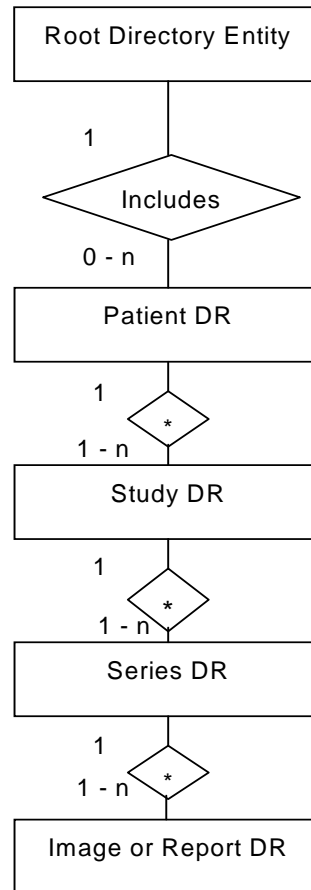 Root Directory Entity
1
Includes
0 - n
Patient DR
1
*
1 - n
Study DR
1
*
1 - n
Series DR
1
*
1 - n
Image or Report DR